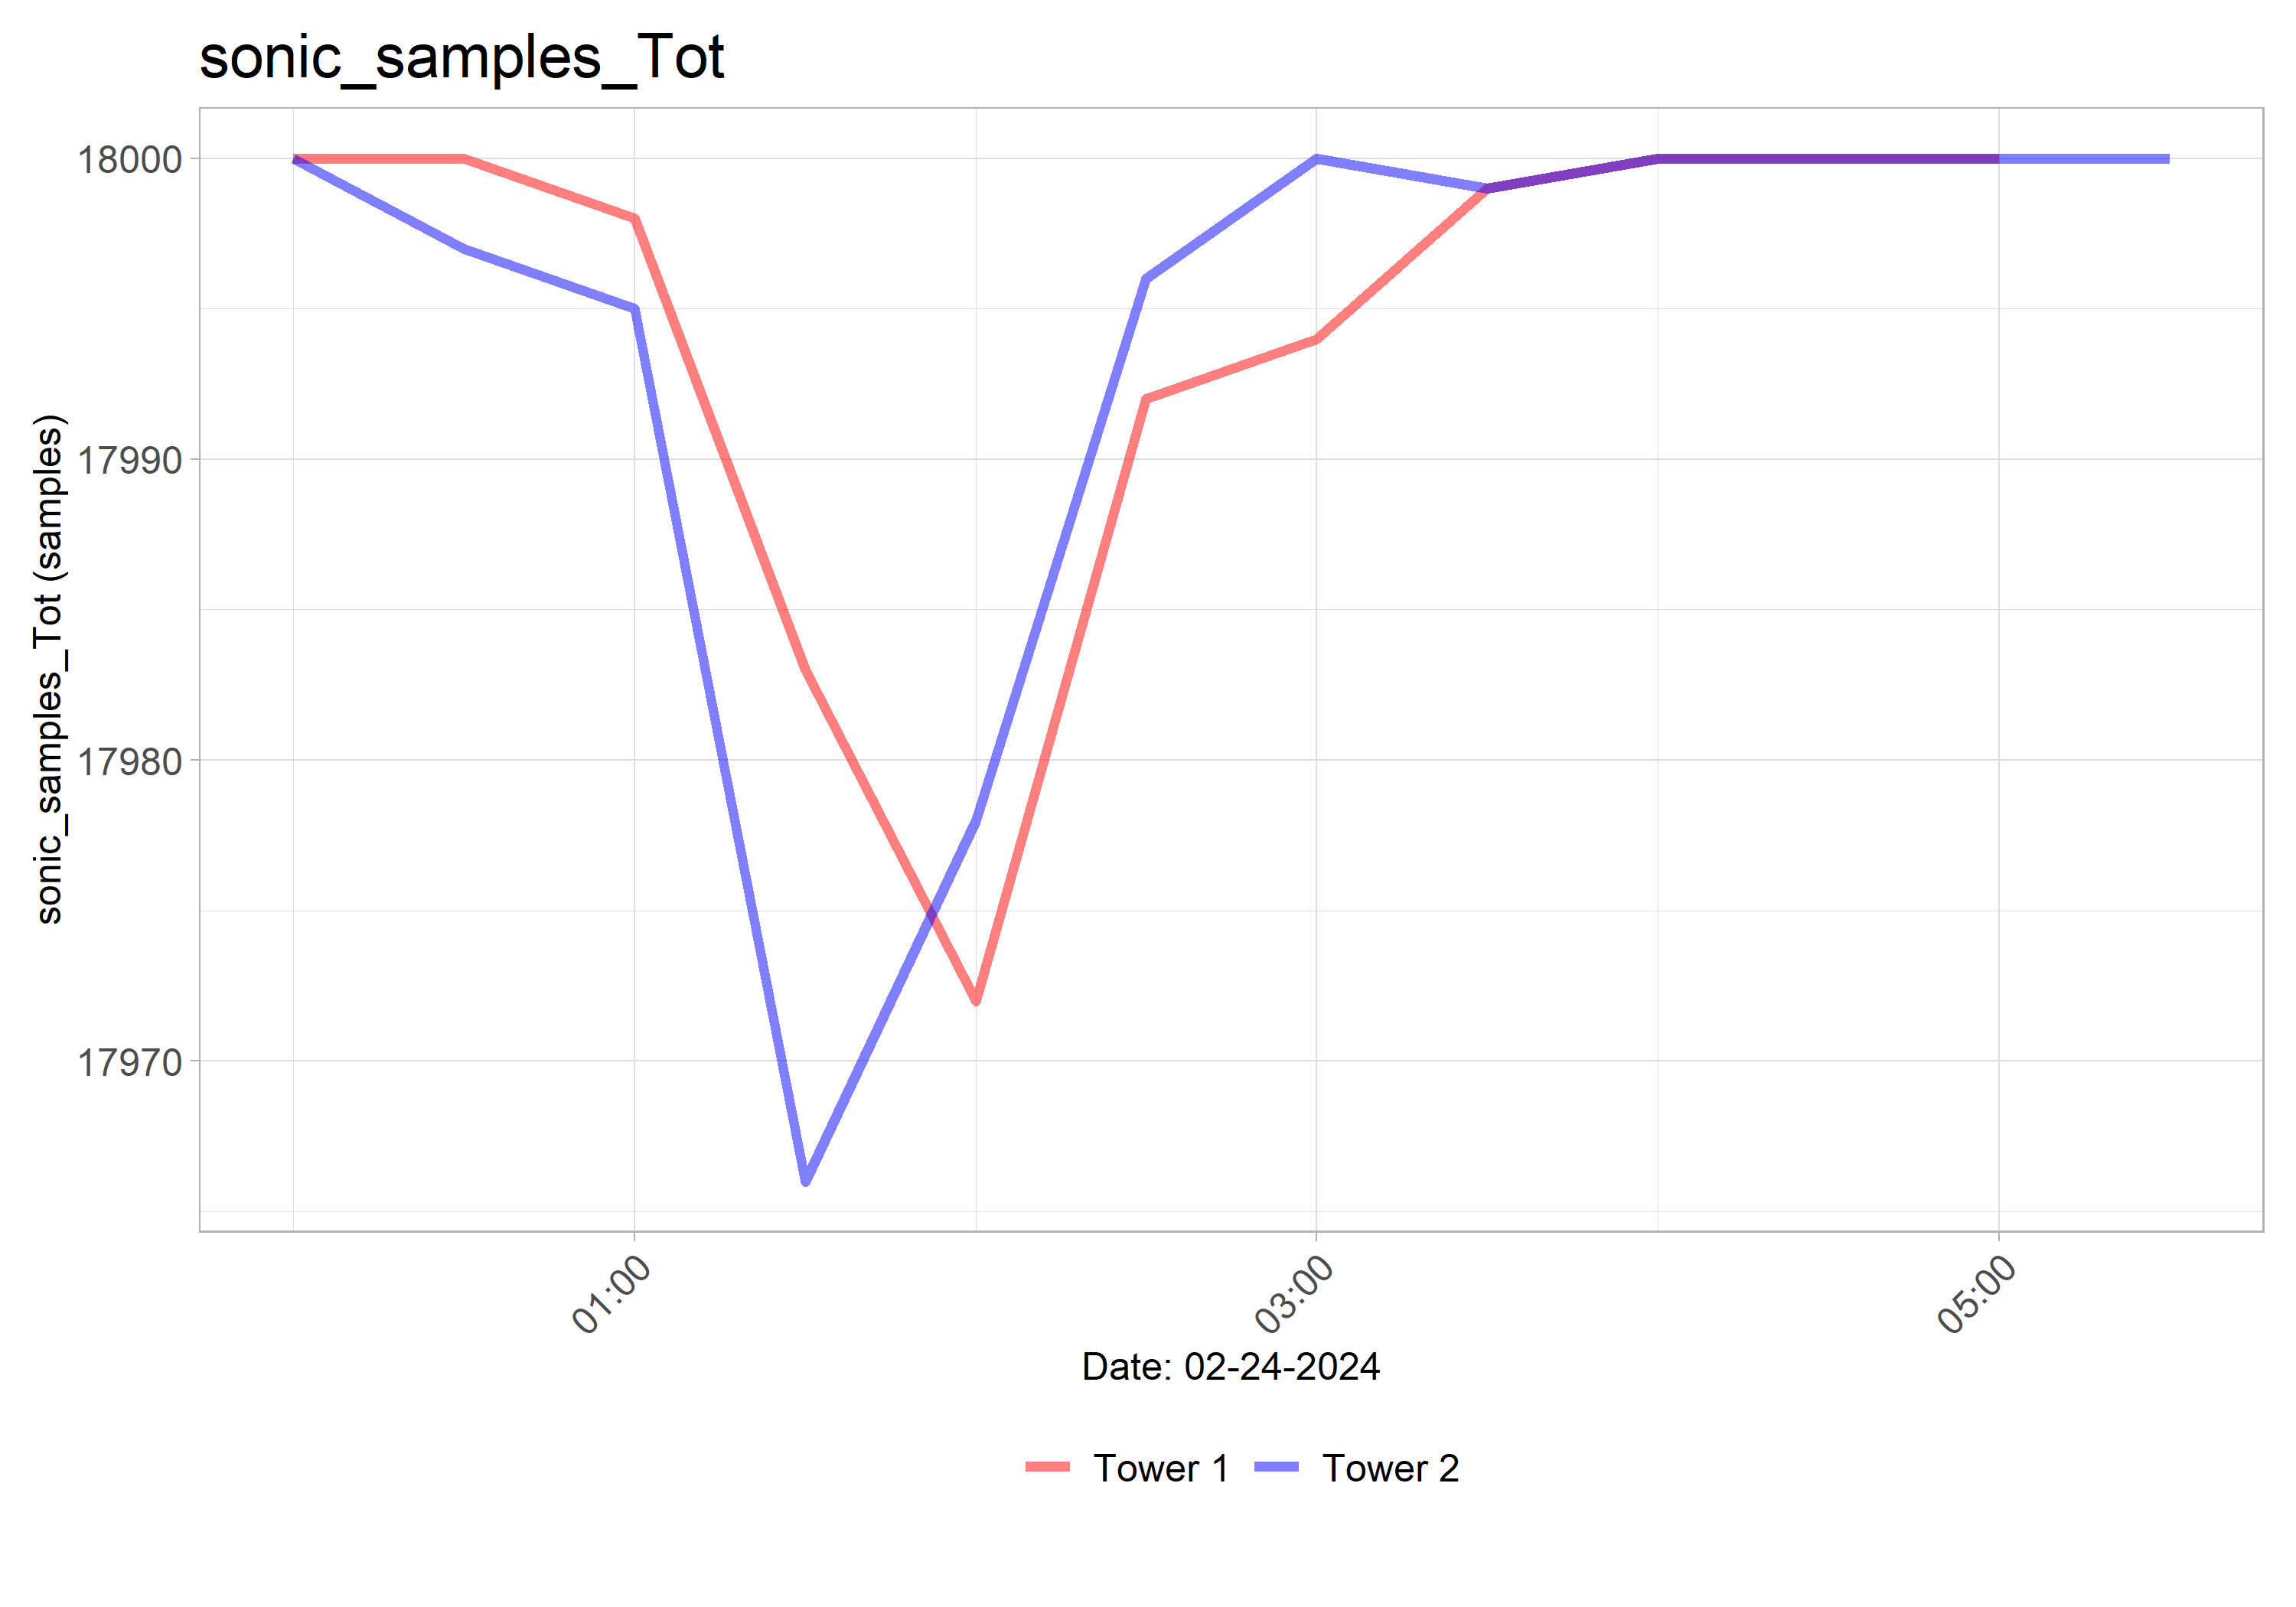 sonic_samples_Tot
sonic_samples_Tot (samples)
18000
17990
17980
17970
01:00
03:00
05:00
Date: 02-24-2024
Tower 1
Tower 2